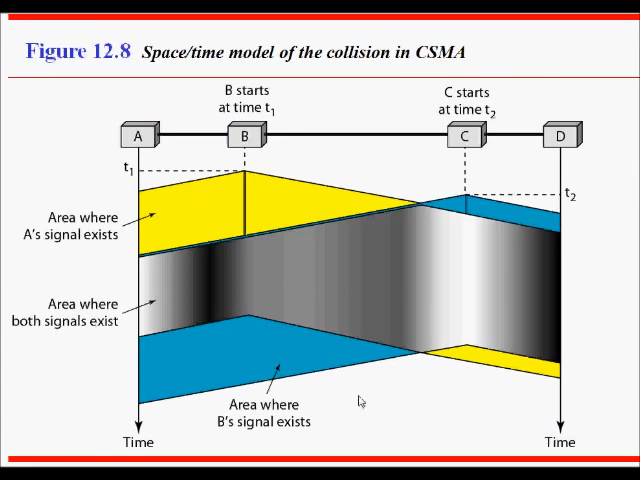 Figure 12.8 Space/time model of the collision in CSMA
B starts
at time t1
C starts
at time t2
A
B
C
D
t1
t2
Area where
A's signal exists
Area where
both signals exist
Area where
B's signal exists
Time
Time